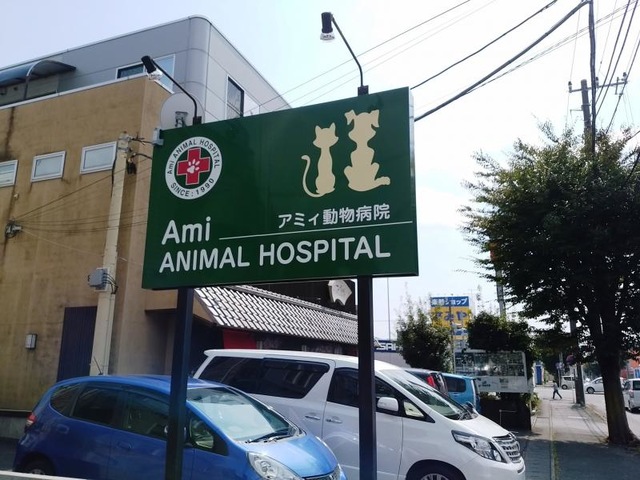 Ami ANIMAL HOSPITAL
SINCE: 1990
アミィ動物病院
Ami
ANIMAL HOSPITAL